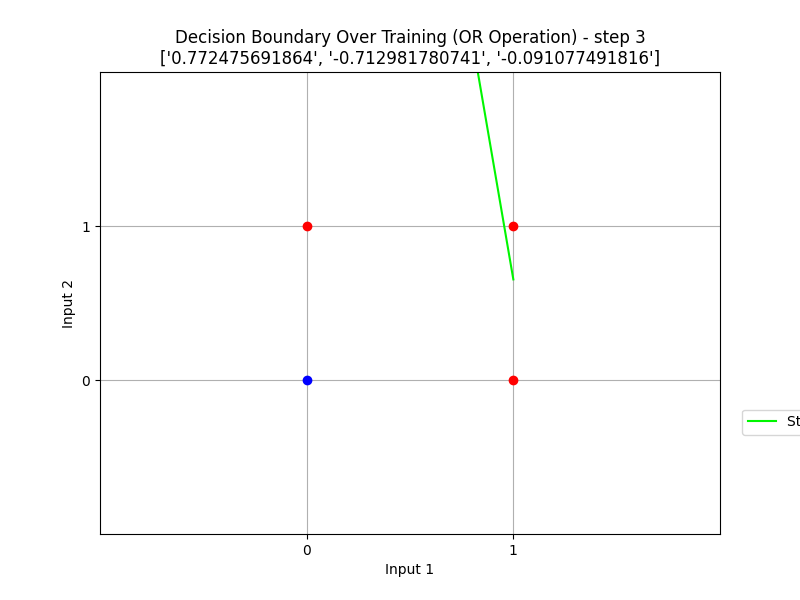 Decision Boundary Over Training (OR Operation) - step 3
['0.772475691864', '-0.712981780741', '-0.091077491816']
1
Input 2
0
St
0
1
Input 1